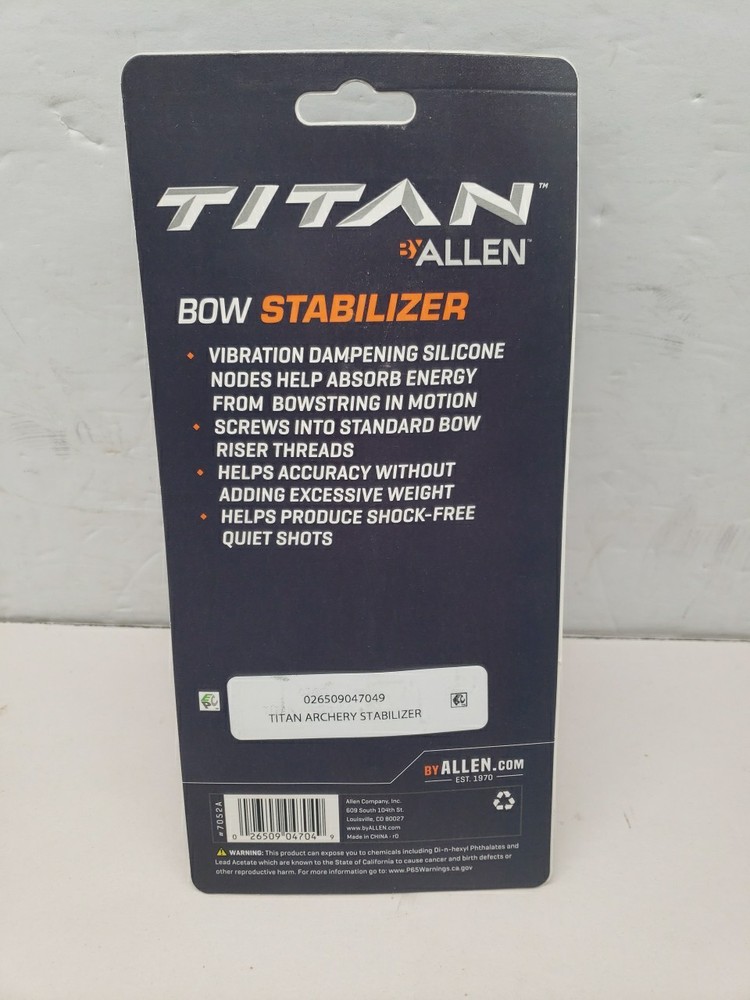 TITAN™
BY ALLEN™
BOW STABILIZER
• VIBRATION DAMPENING SILICONE
NODES HELP ABSORB ENERGY
FROM BOWSTRING IN MOTION
• SCREWS INTO STANDARD BOW
RISER THREADS
• HELPS ACCURACY WITHOUT
ADDING EXCESSIVE WEIGHT
• HELPS PRODUCE SHOCK-FREE
QUIET SHOTS
026509047049
TITAN ARCHERY STABILIZER
BY ALLEN.COM
EST. 1970
#7052A
0 26509 04704 9
Allen Company, Inc.
609 South 104th St.
Louisville, CO 80027
www.byALLEN.com
Made in CHINA - rG
WARNING: This product can expose you to chemicals including Di-n-hexyl Phthalates and
Lead Acetate which are known to the State of California to cause cancer and birth defects or
other reproductive harm. For more information go to: www.P65Warnings.ca.gov